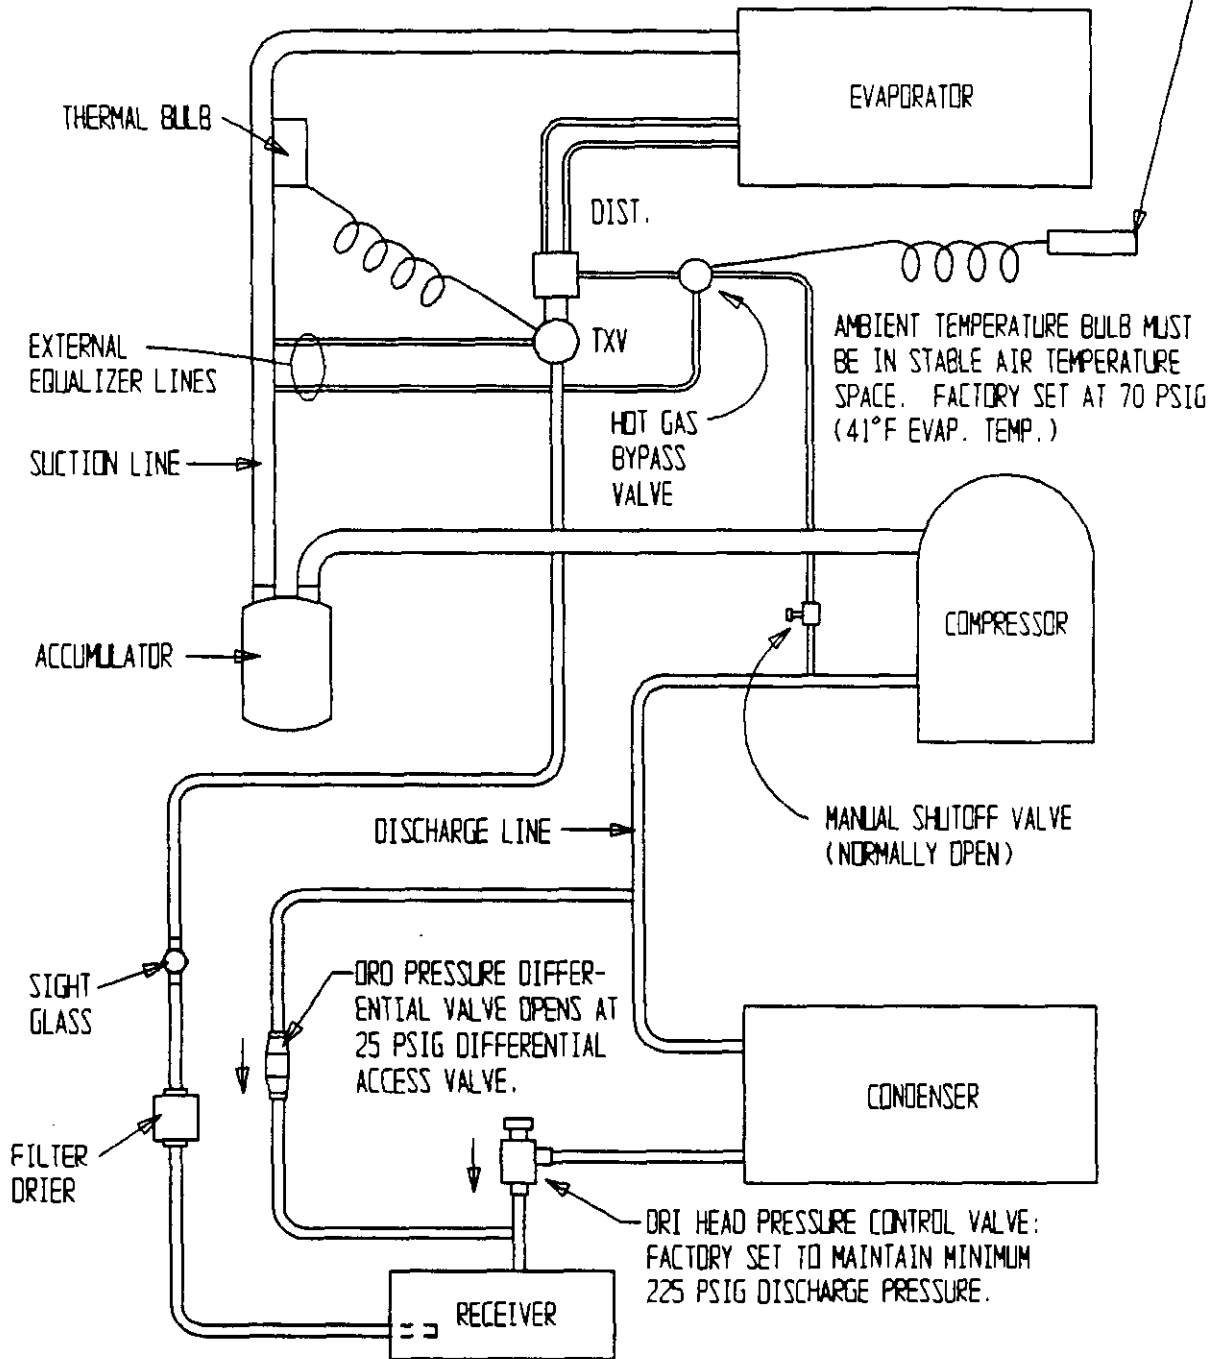 EVAPORATOR
THERMAL BULB
DIST.
TXV
EXTERNAL
EQUALIZER LINES
AMBIENT TEMPERATURE BULB MUST
BE IN STABLE AIR TEMPERATURE
SPACE. FACTORY SET AT 70 PSIG
(41°F EVAP. TEMP.)
HOT GAS
BYPASS
VALVE
SUCTION LINE
COMPRESSOR
ACCUMULATOR
DISCHARGE LINE
MANUAL SHUTOFF VALVE
(NORMALLY OPEN)
SIGHT
GLASS
ORD PRESSURE DIFFER-
ENTIAL VALVE OPENS AT
25 PSIG DIFFERENTIAL
ACCESS VALVE.
CONDENSER
FILTER
DRIER
ORI HEAD PRESSURE CONTROL VALVE:
FACTORY SET TO MAINTAIN MINIMUM
225 PSIG DISCHARGE PRESSURE.
RECEIVER